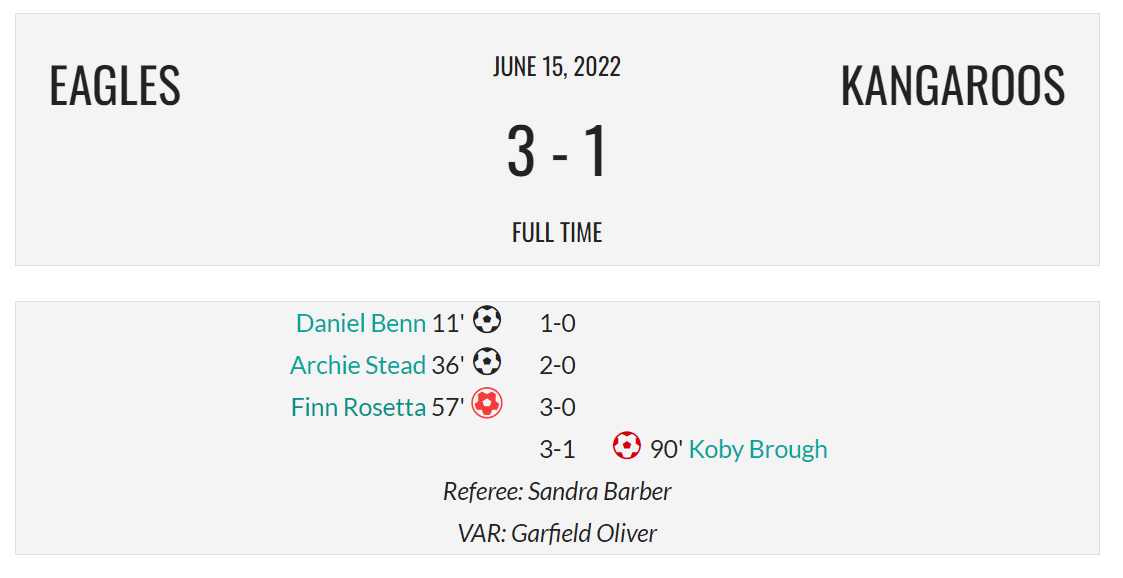 EAGLES
JUNE 15, 2022
KANGAROOS
3 - 1
FULL TIME
Daniel Benn 11' 1-0
Archie Stead 36' 2-0
Finn Rosetta 57' 3-0
3-1 90' Koby Brough
Referee: Sandra Barber
VAR: Garfield Oliver